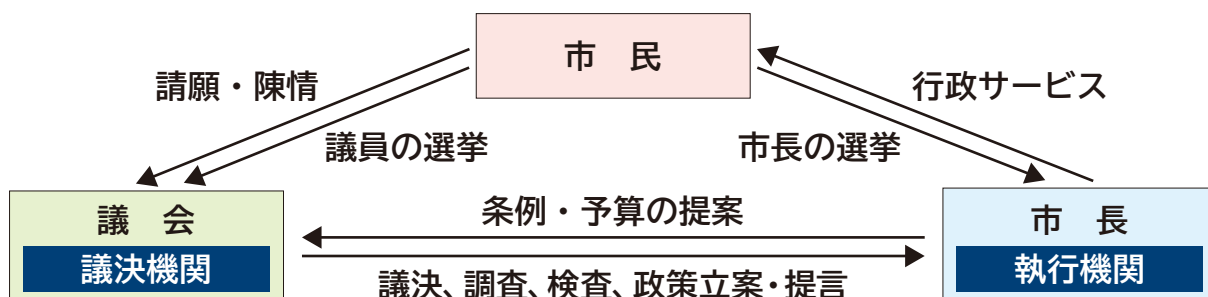 市　民
請願・陳情
行政サービス
議員の選挙
市長の選挙
議　会
条例・予算の提案
市　長
議決機関
執行機関
議決、調査、検査、政策立案・提言